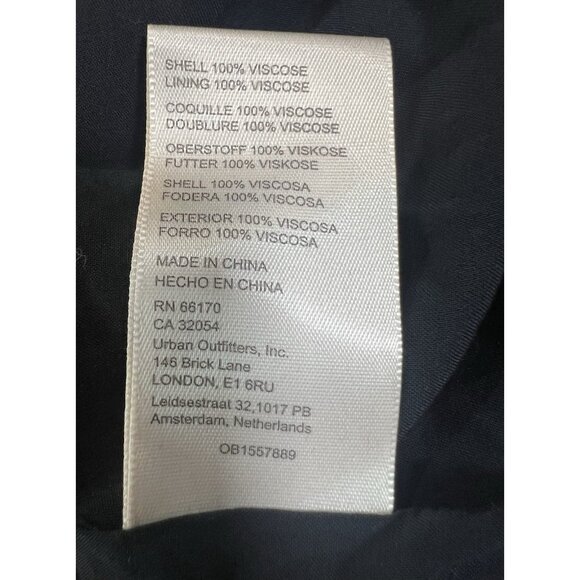 SHELL 100% VISCOSE
LINING 100% VISCOSE
COQUILLE 100% VISCOSE
DOUBLURE 100% VISCOSE
OBERSTOFF 100% VISKOSE
FUTTER 100% VISKOSE
SHELL 100% VISCOSA
FODERA 100% VISCOSA
EXTERIOR 100% VISCOSA
FORRO 100% VISCOSA
MADE IN CHINA
HECHO EN CHINA
RN 66170
CA 32054
Urban Outfitters, Inc.
146 Brick Lane
LONDON, E1 6RU
Leidsestraat 32,1017 PB
Amsterdam, Netherlands
OB1557889